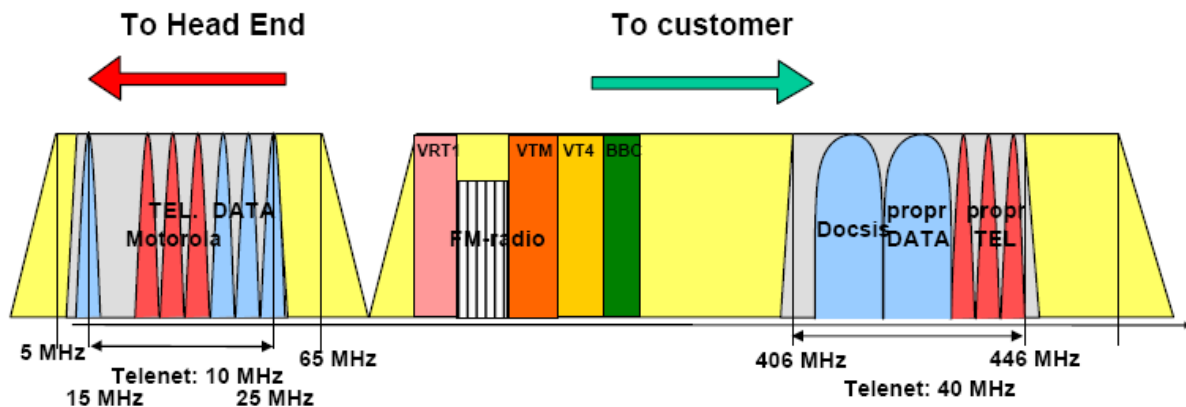 To Head End
To customer
VRT1
VTM
VT4
BBC
TEL. DATA
Motorola
FM-radio
Docsis
propr
DATA
propr
TEL
5 MHz
65 MHz
406 MHz
446 MHz
Telenet: 10 MHz
Telenet: 40 MHz
15 MHz
25 MHz